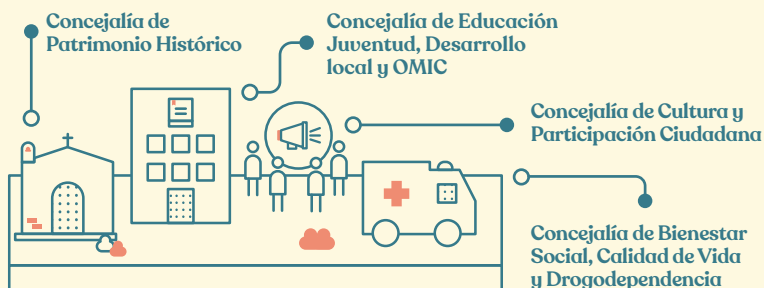 Concejalía de
Patrimonio Histórico
Concejalía de Educación
Juventud, Desarrollo
local y OMIC
Concejalía de Cultura y
Participación Ciudadana
Concejalía de Bienestar
Social, Calidad de Vida
y Drogodependencia